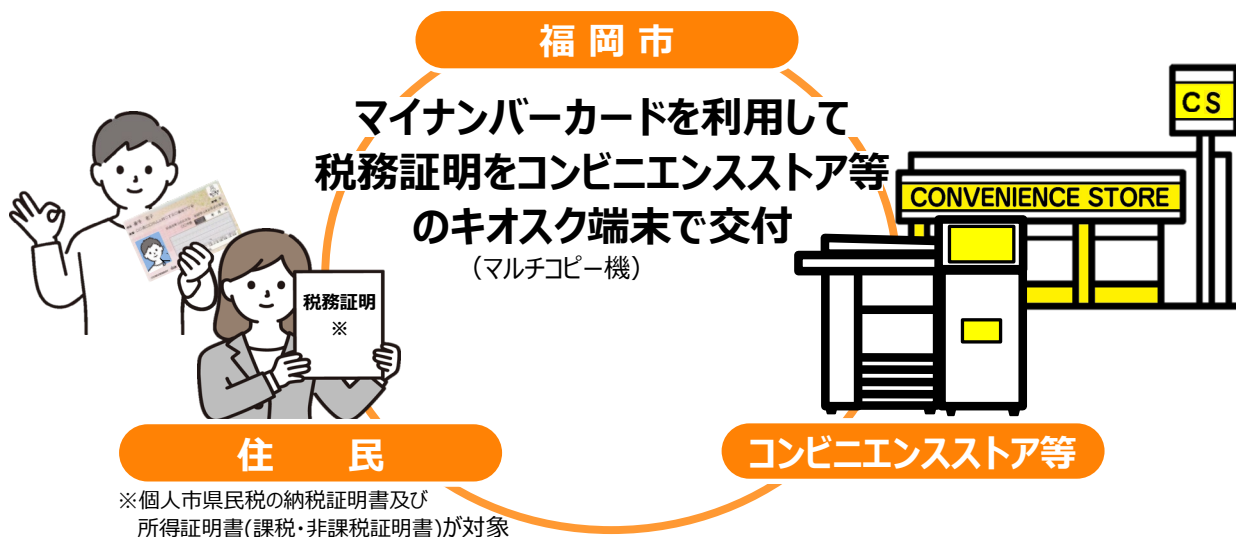 福岡市
マイナンバーカードを利用して
税務証明をコンビニエンスストア等
のキオスク端末で交付
（マルチコピー機）
CS
CONVENIENCE STORE
税務証明
※
住　民
コンビニエンスストア等
※個人市県民税の納税証明書及び
所得証明書(課税・非課税証明書)が対象